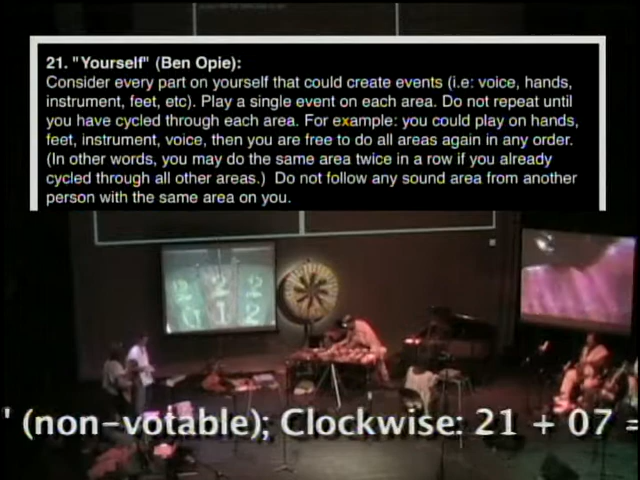 21. "Yourself" (Ben Opie):
Consider every part on yourself that could create events (i.e: voice, hands,
instrument, feet, etc). Play a single event on each area. Do not repeat until
you have cycled through each area. For example: you could play on hands,
feet, instrument, voice, then you are free to do all areas again in any order.
(In other words, you may do the same area twice in a row if you already
cycled through all other areas.)  Do not follow any sound area from another
person with the same area on you.
2
2 1 2
' (non-votable); Clockwise: 21 + 07 =